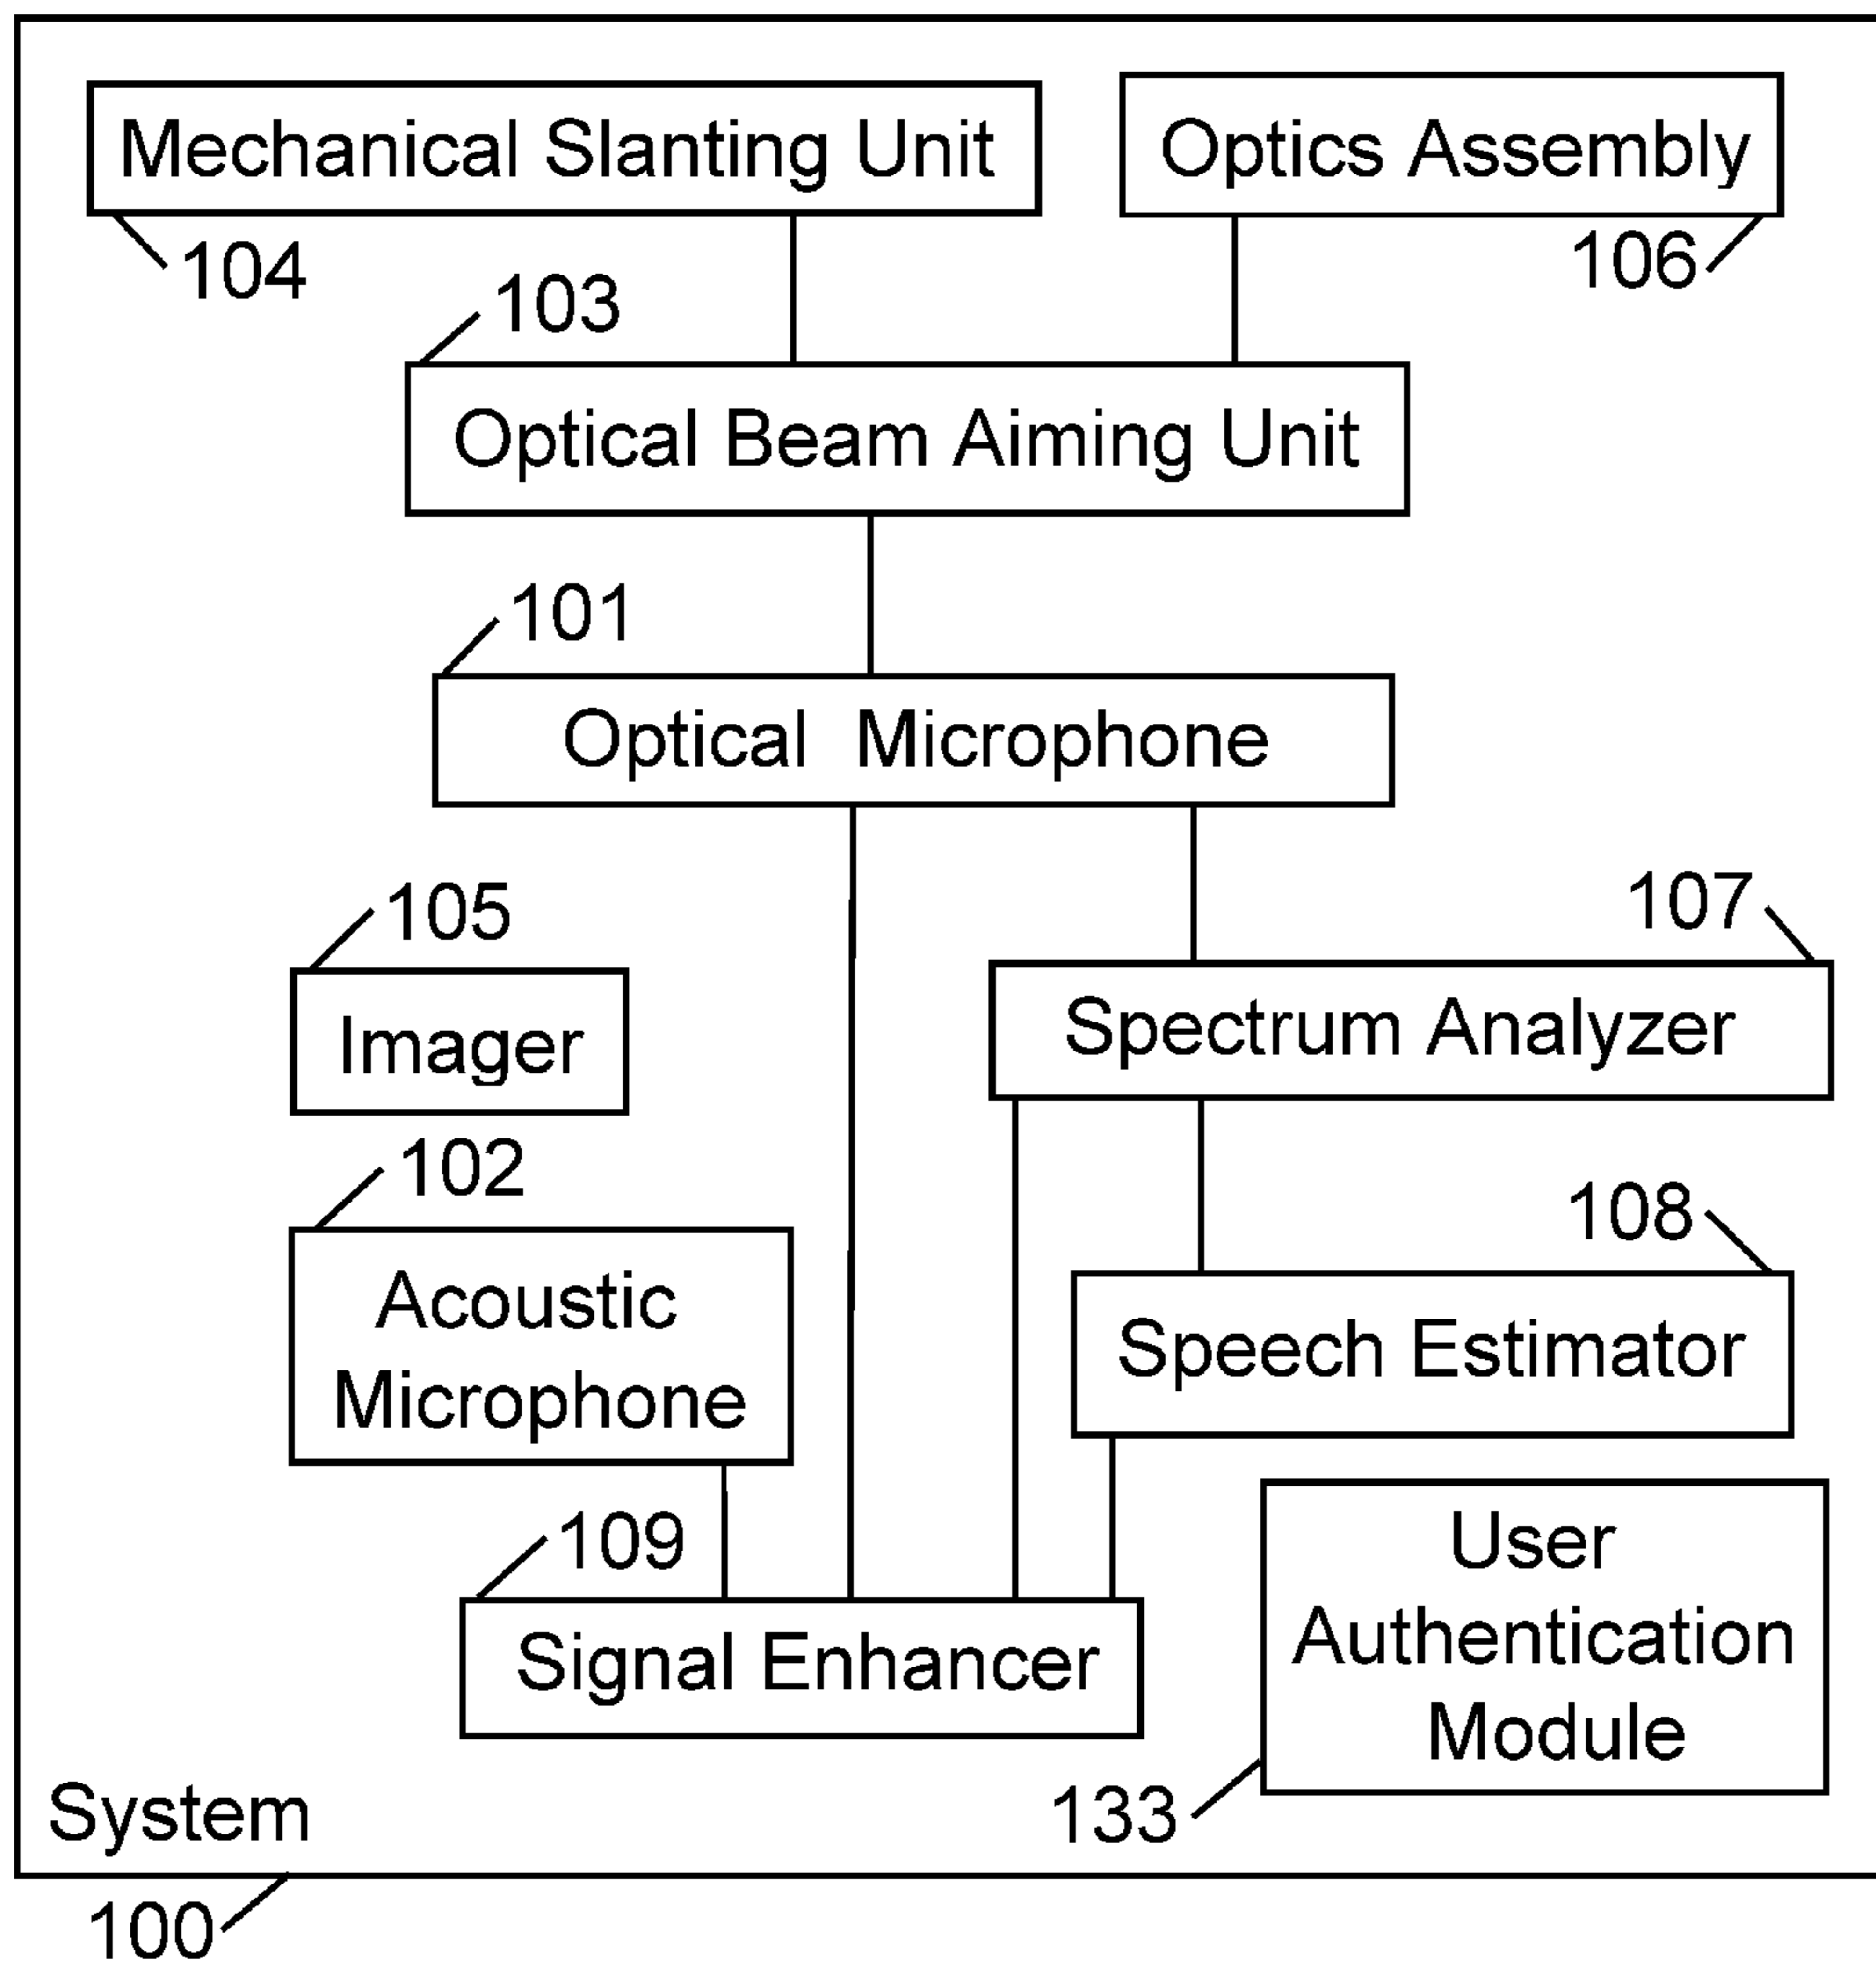 Mechanical Slanting Unit
Optics Assembly
104
106
103
Optical Beam Aiming Unit
101
Optical Microphone
105
107
Imager
Spectrum Analyzer
102
108
Acoustic
Microphone
Speech Estimator
109
Signal Enhancer
User
Authentication
Module
133
System
100